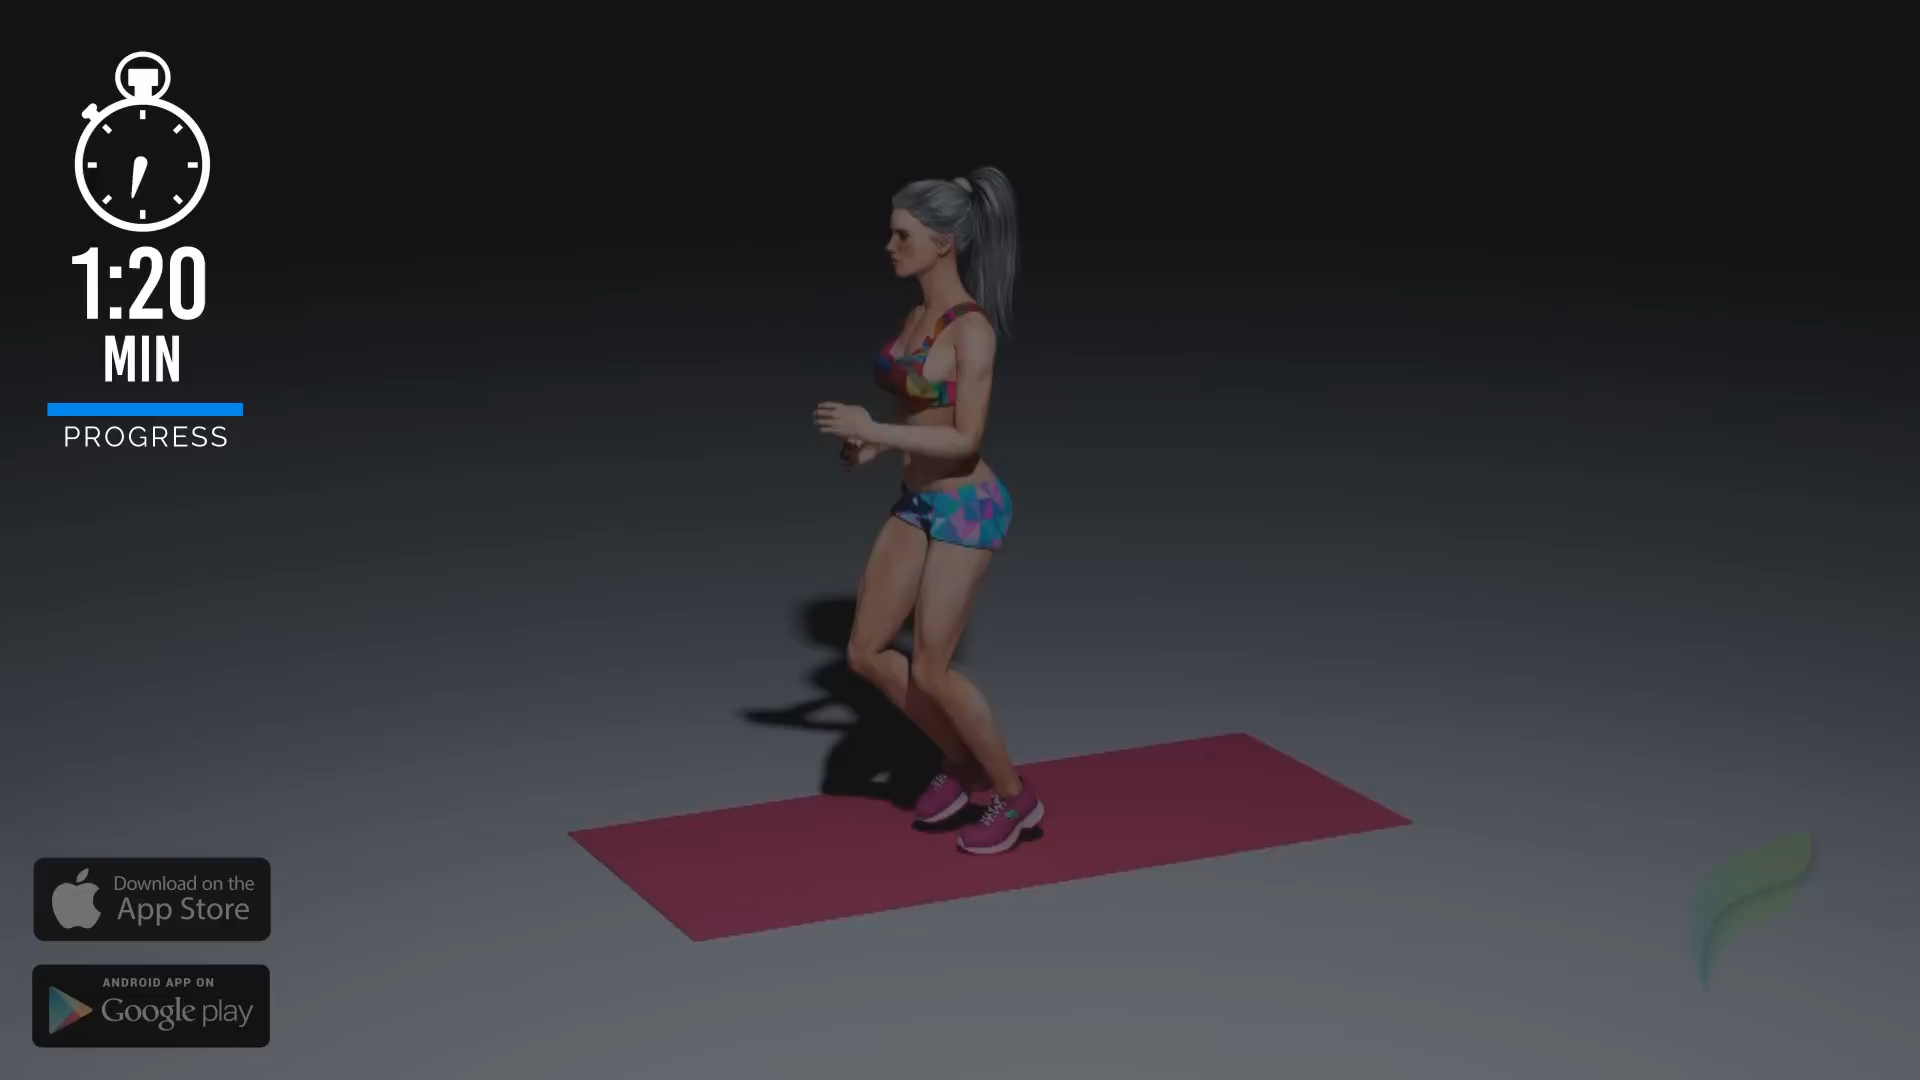 1:20
MIN
PROGRESS
Download on the
App Store
ANDROID APP ON
Google play